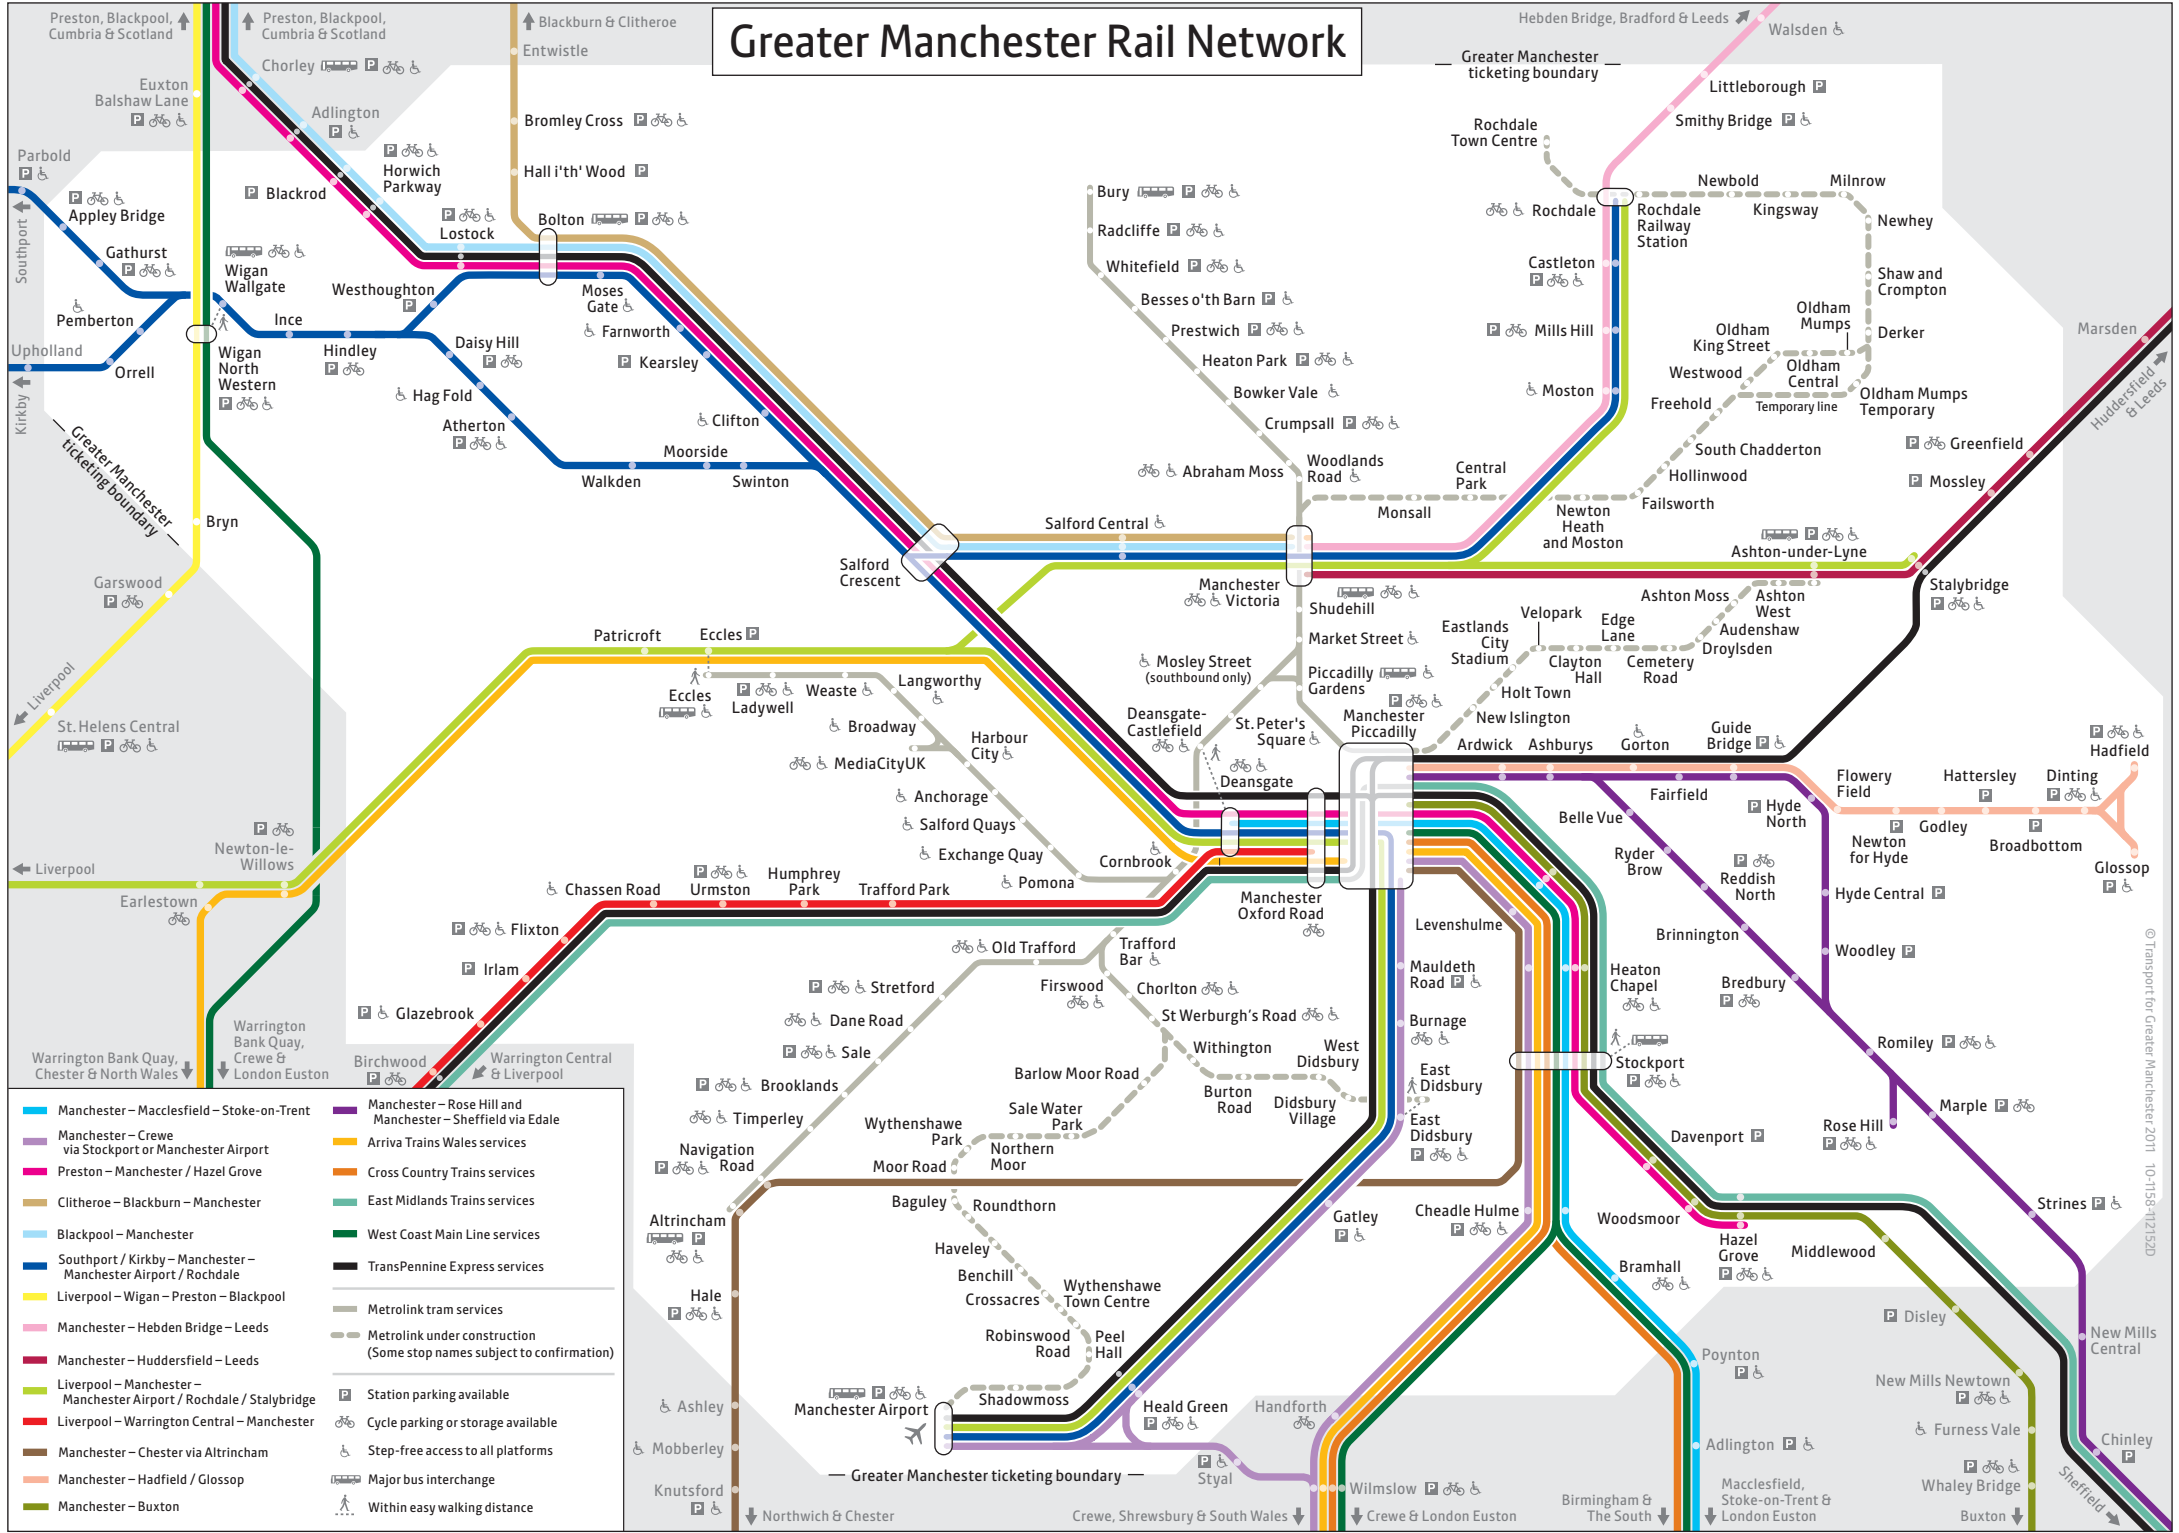 Greater Manchester Rail Network
Preston, Blackpool,
Cumbria & Scotland
Preston, Blackpool,
Cumbria & Scotland
Blackburn & Clitheroe
Entwistle
Hebden Bridge, Bradford & Leeds
Walsden
Greater Manchester
ticketing boundary
Chorley
Euxton
Balshaw Lane
Adlington
Littleborough
Smithy Bridge
Bromley Cross
Rochdale
Town Centre
Parbold
Horwich
Parkway
Hall i'th' Wood
Blackrod
Appley Bridge
Bury
Newbold
Milnrow
Kingsway
Rochdale
Rochdale
Railway
Station
Newhey
Southport
Lostock
Bolton
Radcliffe
Gathurst
Wigan
Wallgate
Westhoughton
Moses
Gate
Whitefield
Castleton
Shaw and
Crompton
Besses o'th Barn
Pemberton
Ince
Farnworth
Prestwich
Mills Hill
Oldham
Mumps
Oldham
King Street
Derker
Marsden
Upholland
Orrell
Wigan
North
Western
Hindley
Daisy Hill
Kearsley
Heaton Park
Westwood
Oldham
Central
Huddersfield
& Leeds
Kirkby
Hag Fold
Bowker Vale
Moston
Freehold
Temporary line
Oldham Mumps
Temporary
Greater Manchester
ticketing boundary
Atherton
Clifton
Crumpsall
Greenfield
South Chadderton
Moorside
Abraham Moss
Woodlands
Road
Central
Park
Hollinwood
Mossley
Walkden
Swinton
Monsall
Newton
Heath
and Moston
Failsworth
Bryn
Salford Central
Ashton-under-Lyne
Salford
Crescent
Garswood
Manchester
Victoria
Shudehill
Stalybridge
Ashton Moss
Ashton
West
Audenshaw
Droylsden
Velopark
Edge
Lane
Eastlands
City
Stadium
Clayton
Hall
Cemetery
Road
Patricroft
Eccles
Market Street
Mosley Street
(southbound only)
Piccadilly
Gardens
Holt Town
New Islington
Liverpool
St. Helens Central
Eccles
Ladywell
Weaste
Langworthy
Broadway
Harbour
City
MediaCityUK
Deansgate-
Castlefield
St. Peter's
Square
Manchester
Piccadilly
Deansgate
Ardwick
Ashburys
Gorton
Guide
Bridge
Hadfield
Anchorage
Salford Quays
Exchange Quay
Pomona
Cornbrook
Fairfield
Belle Vue
Hyde
North
Flowery
Field
Hattersley
Dinting
Newton
for Hyde
Godley
Broadbottom
Glossop
Newton-le-
Willows
Liverpool
Earlestown
Chassen Road
Urmston
Humphrey
Park
Trafford Park
Manchester
Oxford Road
Ryder
Brow
Reddish
North
Hyde Central
Levenshulme
Flixton
Irlam
Glazebrook
Old Trafford
Trafford
Bar
Brinnington
Woodley
Stretford
Firswood
Chorlton
Mauldeth
Road
Heaton
Chapel
Bredbury
Dane Road
St Werburgh's Road
Burnage
Warrington
Bank Quay,
Crewe &
London Euston
Warrington Bank Quay,
Chester & North Wales
Birchwood
Warrington Central
& Liverpool
Sale
Withington
West
Didsbury
Romiley
Stockport
Barlow Moor Road
East
Didsbury
Brooklands
Burton
Road
Didsbury
Village
East
Didsbury
Timperley
Sale Water
Park
Wythenshawe
Park
Marple
Rose Hill
Davenport
Navigation
Road
Northern
Moor
Moor Road
Baguley
Roundthorn
Altrincham
Gatley
Cheadle Hulme
Woodsmoor
Strines
Haveley
Benchill
Crossacres
Hazel
Grove
Middlewood
Bramhall
Wythenshawe
Town Centre
Hale
Robinswood
Road
Peel
Hall
Disley
New Mills
Central
Poynton
New Mills Newtown
Manchester Airport
Shadowmoss
Ashley
Heald Green
Handforth
Furness Vale
Mobberley
Adlington
Chinley
Greater Manchester ticketing boundary
Styal
Whaley Bridge
Sheffield
Knutsford
Wilmslow
Northwich & Chester
Crewe, Shrewsbury & South Wales
Crewe & London Euston
Birmingham &
The South
Macclesfield,
Stoke-on-Trent &
London Euston
Buxton
© Transport for Greater Manchester 2011 10-1158-112152D
Manchester – Macclesfield – Stoke-on-Trent
Manchester – Crewe
via Stockport or Manchester Airport
Preston – Manchester / Hazel Grove
Clitheroe – Blackburn – Manchester
Blackpool – Manchester
Southport / Kirkby – Manchester –
Manchester Airport / Rochdale
Liverpool – Wigan – Preston – Blackpool
Manchester – Hebden Bridge – Leeds
Manchester – Huddersfield – Leeds
Liverpool – Manchester –
Manchester Airport / Rochdale / Stalybridge
Liverpool – Warrington Central – Manchester
Manchester – Chester via Altrincham
Manchester – Hadfield / Glossop
Manchester – Buxton
Manchester – Rose Hill and
Manchester – Sheffield via Edale
Arriva Trains Wales services
Cross Country Trains services
East Midlands Trains services
West Coast Main Line services
TransPennine Express services
Metrolink tram services
Metrolink under construction
(Some stop names subject to confirmation)
P Station parking available
Cycle parking or storage available
Step-free access to all platforms
Major bus interchange
Within easy walking distance